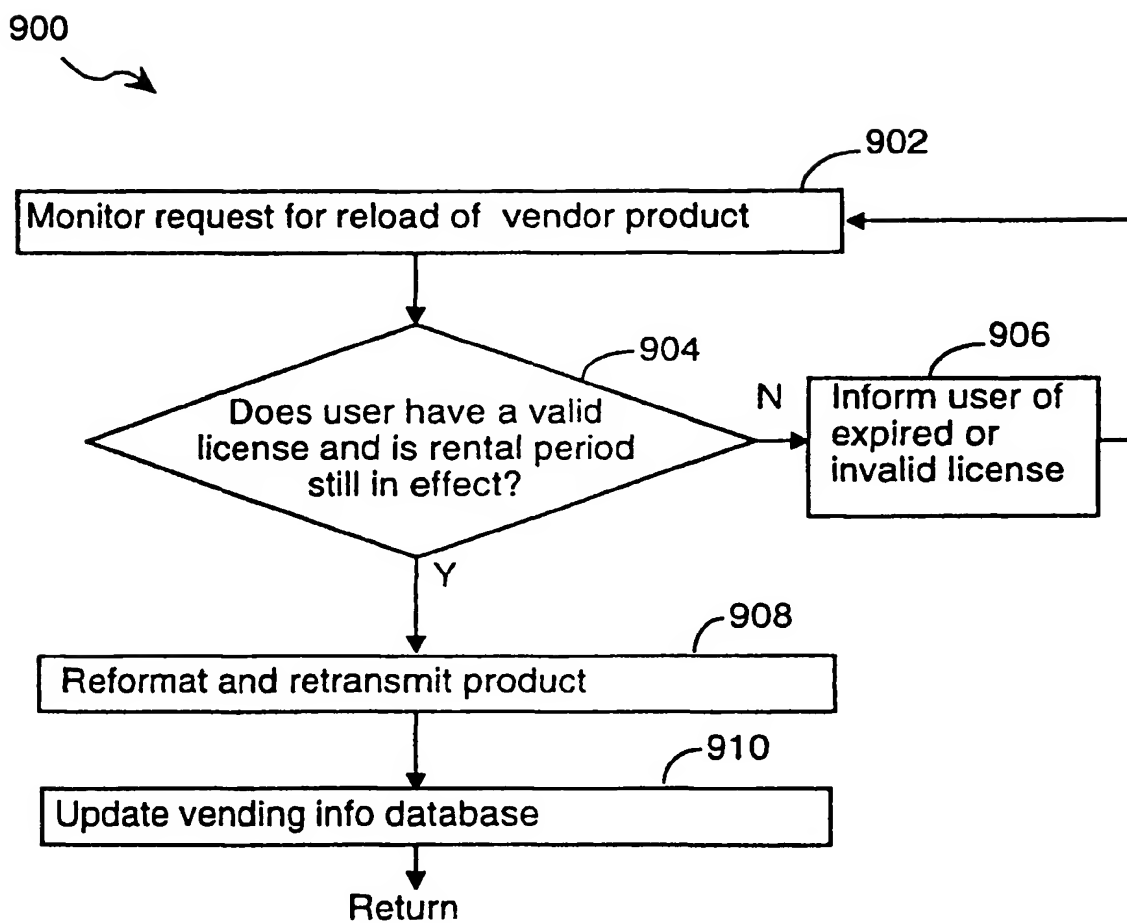 900
902
Monitor request for reload of vendor product
904
906
Does user have a valid
license and is rental period
still in effect?
N
Inform user of
expired or
invalid license
Y
908
Reformat and retransmit product
910
Update vending info database
Return